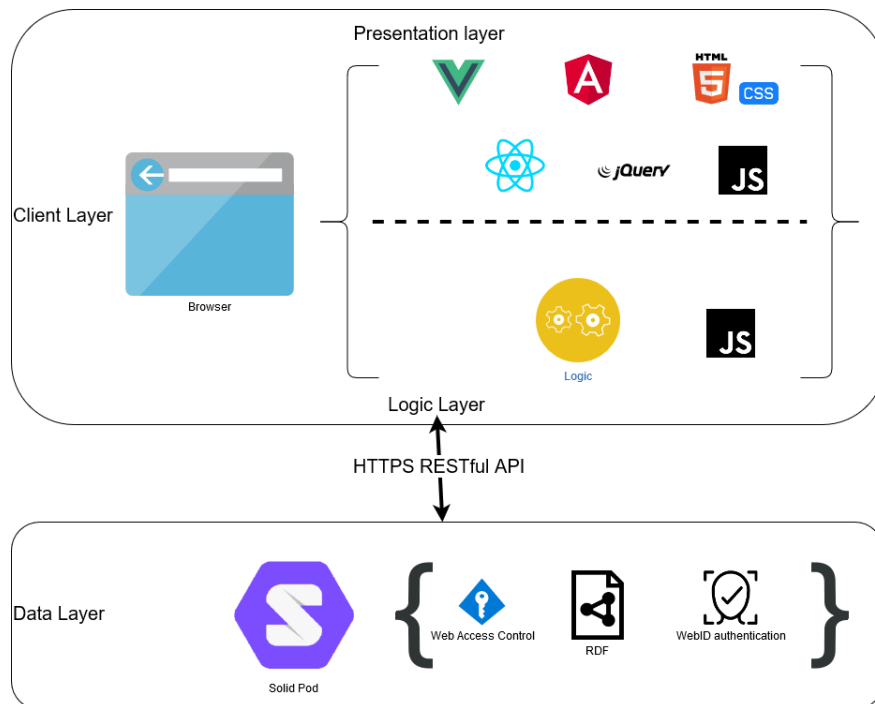 Presentation layer
HTML
5
CSS
jQuery
JS
Client Layer
Browser
JS
Logic
Logic Layer
HTTPS RESTful API
Data Layer
Web Access Control
RDF
WebID authentication
Solid Pod